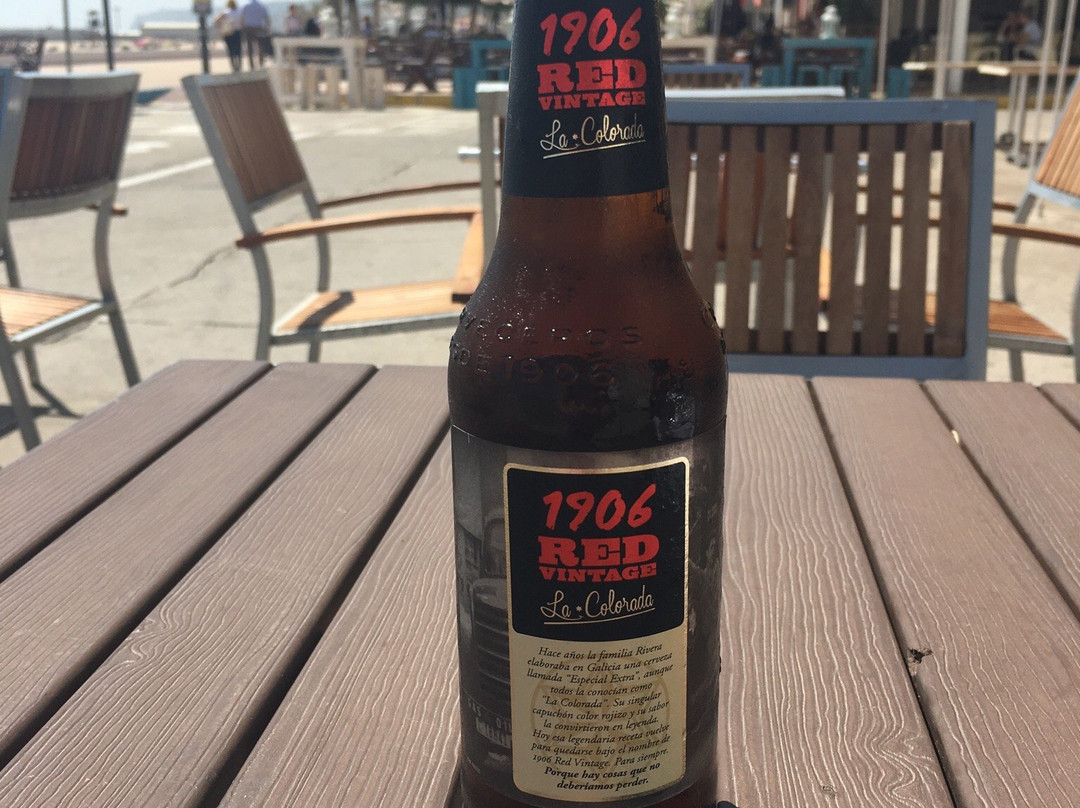 1906
RED
VINTAGE
La Colorada
CERVECEROS
DESDE 1906
1906
RED
VINTAGE
La Colorada
Hace años la familia Rivera
elaboraba en Galicia una cerveza
llamada "Especial Extra", aunque
todos la conocían como
"La Colorada". Su singular
capuchón color rojizo y su sabor
la convirtieron en leyenda.
Hoy esa legendaria receta vuelve
para quedarse bajo el nombre de
1906 Red Vintage. Para siempre.
Porque hay cosas que no
deberíamos perder.